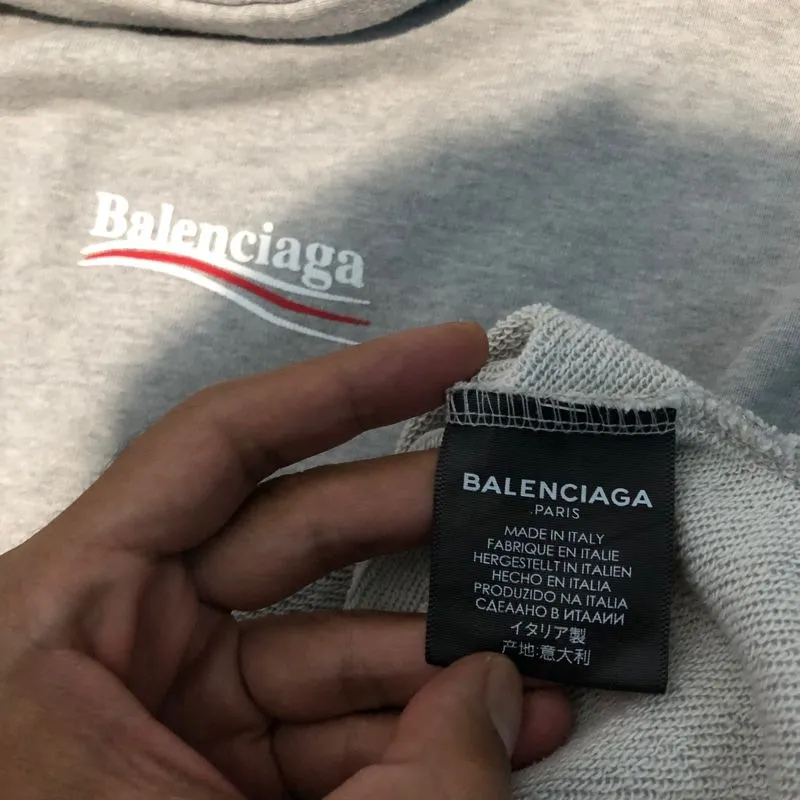 Balenciaga
BALENCIAGA
PARIS
MADE IN ITALY
FABRIQUE EN ITALIE
HERGESTELLT IN ITALIEN
HECHO EN ITALIA
PRODUZIDO NA ITALIA
СДЕААНО В ИТААИИ
イタリア製
产地:意大利